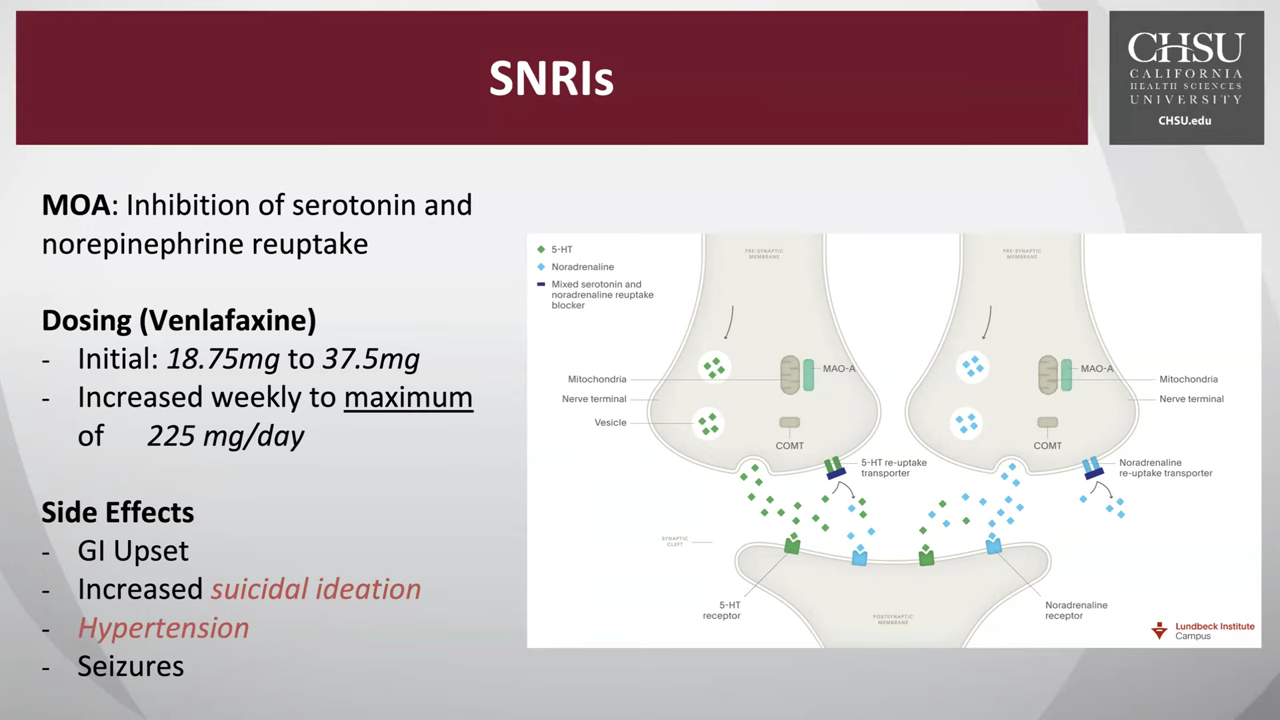 SNRIs
CHSU
CALIFORNIA
HEALTH SCIENCES
UNIVERSITY
CHSU.edu
MOA: Inhibition of serotonin and
norepinephrine reuptake
Dosing (Venlafaxine)
- Initial: 18.75mg to 37.5mg
- Increased weekly to maximum
of 225 mg/day
Side Effects
- GI Upset
- Increased suicidal ideation
- Hypertension
- Seizures
5-HT
Noradrenaline
Mixed serotonin and
noradrenaline reuptake
blocker
PRE-SYNAPTIC
MEMBRANE
PRE-SYNAPTIC
MEMBRANE
Mitochondria
Nerve terminal
Vesicle
MAO-A
COMT
5-HT re-uptake
transporter
MAO-A
COMT
Mitochondria
Nerve terminal
Noradrenaline
re-uptake transporter
SYNAPTIC
CLEFT
5-HT
receptor
POSTSYNAPTIC
MEMBRANE
Noradrenaline
receptor
Lundbeck Institute
Campus